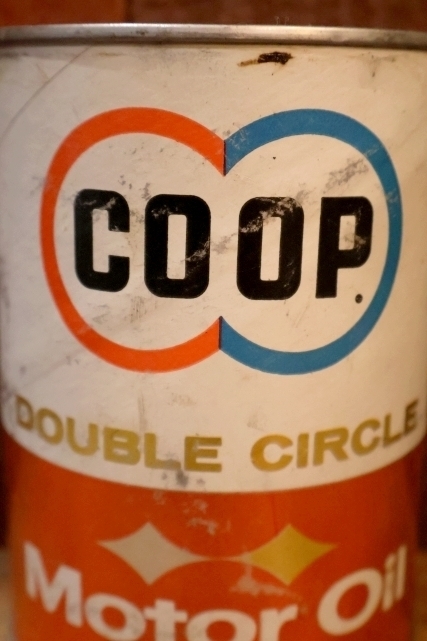 CO OP.
DOUBLE CIRCLE
Motor Oil